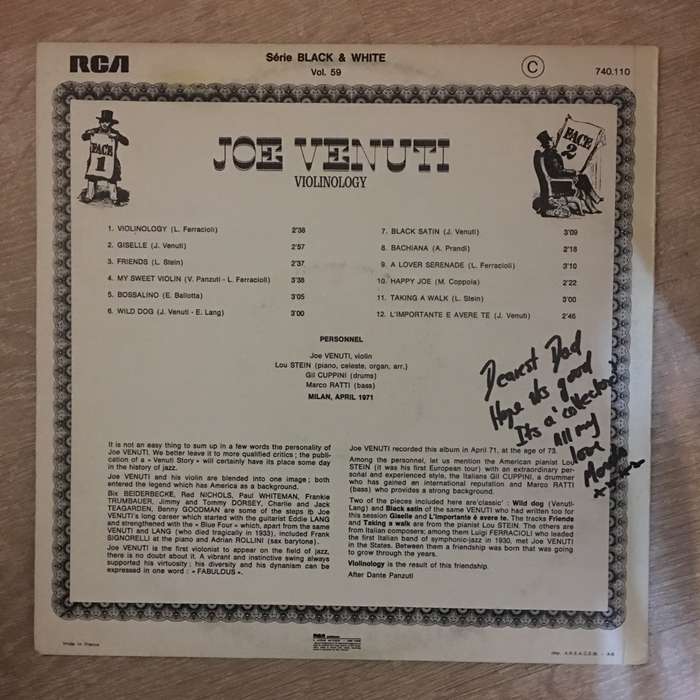 RCA
Série BLACK & WHITE
Vol. 59
C
740.110
FACE 1
JOE VENUTI
VIOLINOLOGY
FACE 2
1. VIOLINOLOGY (L. Ferracioli) 2'38
2. GISELLE (J. Venuti) 2'57
3. FRIENDS (L. Stein) 2'37
4. MY SWEET VIOLIN (V. Panzuti - L. Ferracioli) 3'38
5. BOSSALINO (E. Ballotta) 3'05
6. WILD DOG (J. Venuti - E. Lang) 3'00
7. BLACK SATIN (J. Venuti) 3'09
8. BACHIANA (A. Prandi) 2'18
9. A LOVER SERENADE (L. Ferracioli) 3'10
10. HAPPY JOE (M. Coppola) 2'22
11. TAKING A WALK (L. Stein) 3'00
12. L'IMPORTANTE E AVERE TE (J. Venuti) 2'46
PERSONNEL
Joe VENUTI, violin
Lou STEIN (piano, celeste, organ, arr.)
Gil CUPPINI (drums)
Marco RATTI (bass)
MILAN, APRIL 1971
Dearest Dad
Hope its good
Its a 'collectors'
All my
love
xxxxx
It is not an easy thing to sum up in a few words the personality of
Joe VENUTI. We better leave it to more qualified critics ; the publi-
cation of a « Venuti Story » will certainly have its place some day
in the history of jazz.
Joe VENUTI and his violin are blended into one image ; both
entered the legend which has America as a background.
Bix BEIDERBECKE, Red NICHOLS, Paul WHITEMAN, Frankie
TRUMBAUER, Jimmy and Tommy DORSEY, Charlie and Jack
TEAGARDEN, Benny GOODMAN are some of the steps of Joe
VENUTI's long career which started with the guitarist Eddie LANG
and strengthened with the « Blue Four » which, apart from the same
VENUTI and LANG (who died tragically in 1933), included Frank
SIGNORELLI at the piano and Adrian ROLLINI (sax barytone).
Joe VENUTI is the first violonist to appear on the field of jazz,
there is no doubt about it. A vibrant and instinctive swing always
supported his virtuosity ; his diversity and his dynanism can be
expressed in one word : « FABULOUS ».
Joe VENUTI recorded this album in April 71, at the age of 73.
Among the personnel, let us mention the American pianist Lou
STEIN (it was his first European tour) with an extraordinary per-
sonal and experienced style, the Italians Gil CUPPINI, a drummer
who has gained an international reputation and Marco RATTI
(bass) who provides a strong background.
Two of the pieces included here are'classic' : Wild dog (Venuti-
Lang) and Black satin of the same VENUTI who had written too for
this session Giselle and L'importante é avere te. The tracks Friends
and Taking a walk are from the pianist Lou STEIN. The others are
from Italian composers; among them Luigi FERRACIOLI who leaded
the first Italian band of symphonic-jazz in 1930, met Joe VENUTI
in the States. Between them a friendship was born that was going
to grow through the years.
Violinology is the result of this friendship.
After Dante Panzuti
Made in France